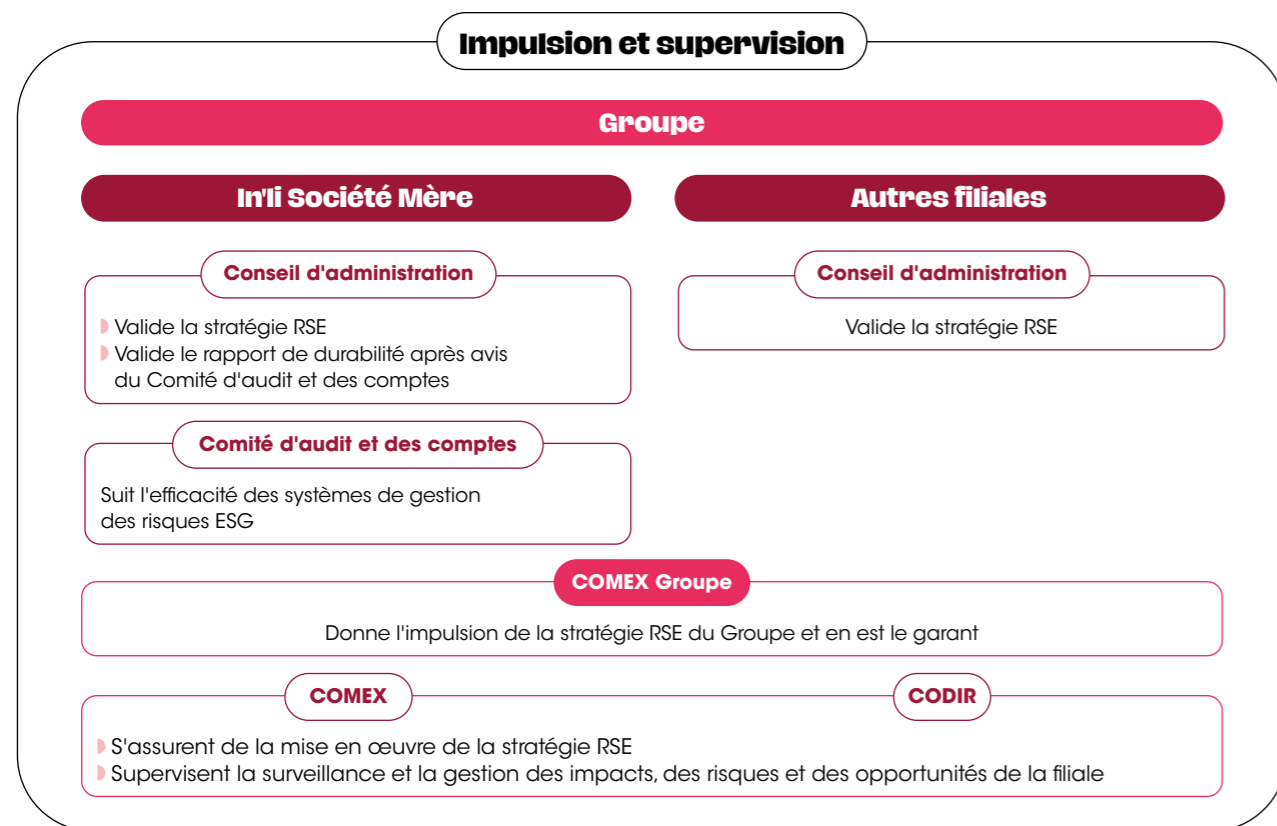 Impulsion et supervision
Groupe
In'li Société Mère
Autres filiales
Conseil d'administration
Valide la stratégie RSE
Valide le rapport de durabilité après avis
du Comité d'audit et des comptes
Conseil d'administration
Valide la stratégie RSE
Comité d'audit et des comptes
Suit l'efficacité des systèmes de gestion
des risques ESG
COMEX Groupe
Donne l'impulsion de la stratégie RSE du Groupe et en est le garant
COMEX
CODIR
S'assurent de la mise en œuvre de la stratégie RSE
Supervisent la surveillance et la gestion des impacts, des risques et des opportunités de la filiale